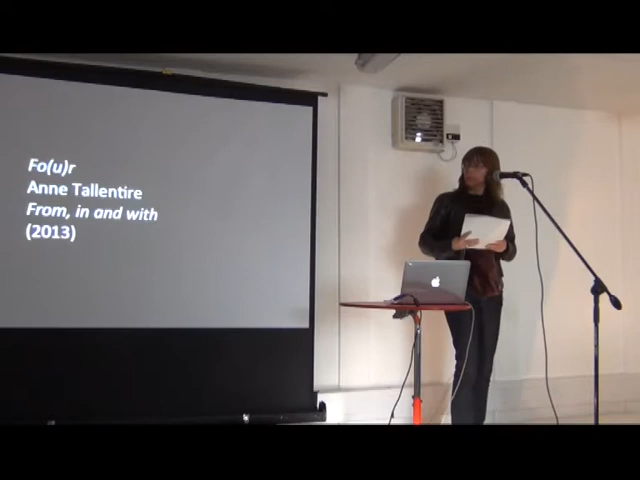 Fo(u)r
Anne Tallentire
From, in and with
(2013)